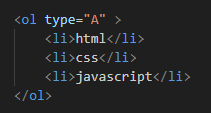 <ol type="A" >
    <li>html</li>
    <li>css</li>
    <li>javascript</li>
</ol>